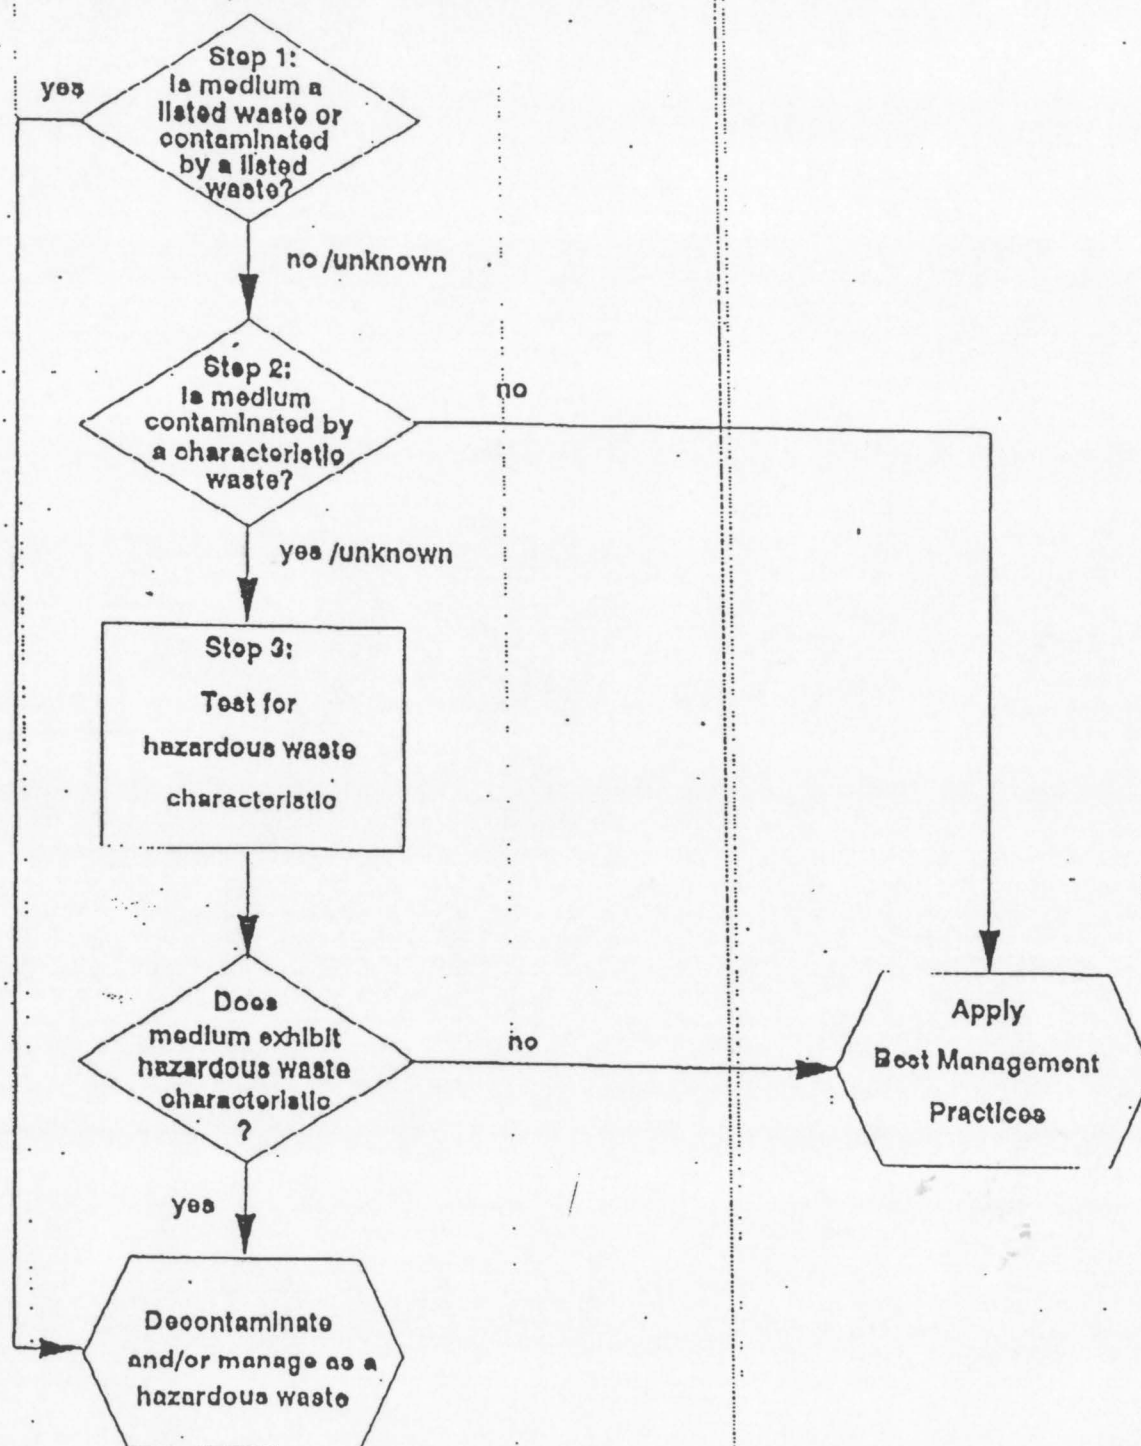 Step 1:
Is medium a
listed waste or
contaminated
by a listed
waste?
yes
no/unknown
Step 2:
Is medium
contaminated by
a characteristic
waste?
no
yes/unknown
Step 3:
Test for
hazardous waste
characteristic
Does
medium exhibit
hazardous waste
characteristic
?
no
yes
Apply
Best Management
Practices
Decontaminate
and/or manage as a
hazardous waste